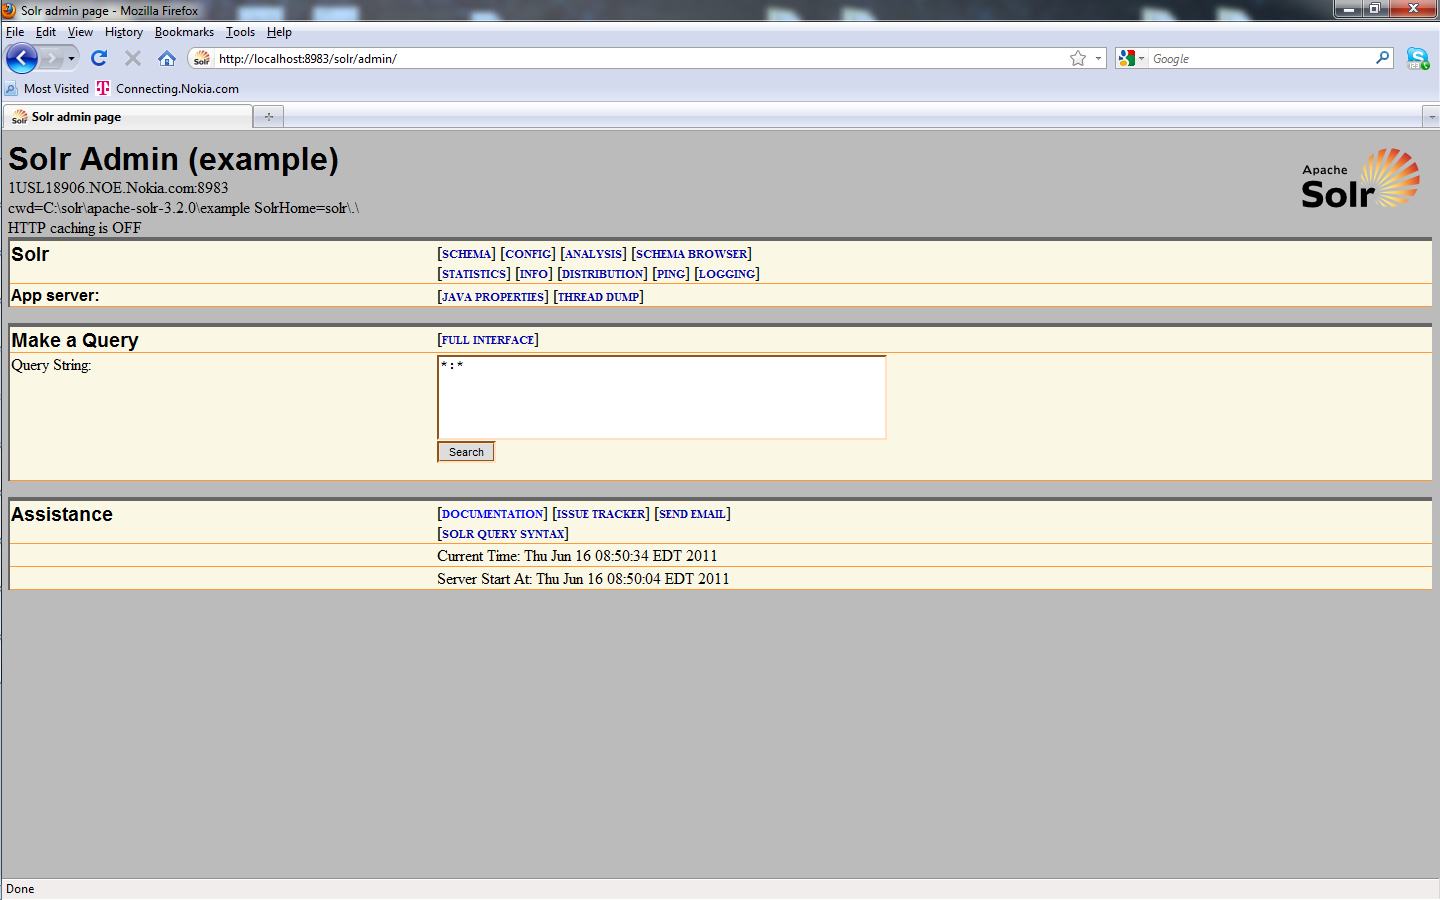 Solr admin page - Mozilla Firefox
File Edit View History Bookmarks Tools Help
Solr http://localhost:8983/solr/admin/ Google
Most Visited Connecting.Nokia.com
Solr Solr admin page
Solr Admin (example)
1USL18906.NOE.Nokia.com:8983
cwd=C:\solr\apache-solr-3.2.0\example SolrHome=solr\.\
HTTP caching is OFF
Apache
Solr
Solr [SCHEMA] [CONFIG] [ANALYSIS] [SCHEMA BROWSER]
[STATISTICS] [INFO] [DISTRIBUTION] [PING] [LOGGING]
App server: [JAVA PROPERTIES] [THREAD DUMP]
Make a Query [FULL INTERFACE]
Query String: *:*
Search
Assistance [DOCUMENTATION] [ISSUE TRACKER] [SEND EMAIL]
[SOLR QUERY SYNTAX]
Current Time: Thu Jun 16 08:50:34 EDT 2011
Server Start At: Thu Jun 16 08:50:04 EDT 2011
Done